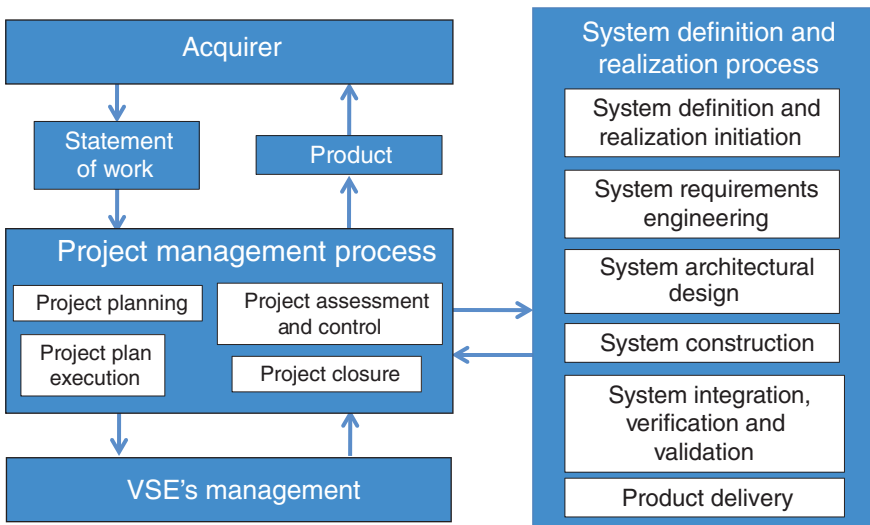 Acquirer
Statement
of work
Product
Project management process
Project planning
Project assessment
and control
Project plan
execution
Project closure
VSE's management
System definition and
realization process
System definition and
realization initiation
System requirements
engineering
System architectural
design
System construction
System integration,
verification and
validation
Product delivery